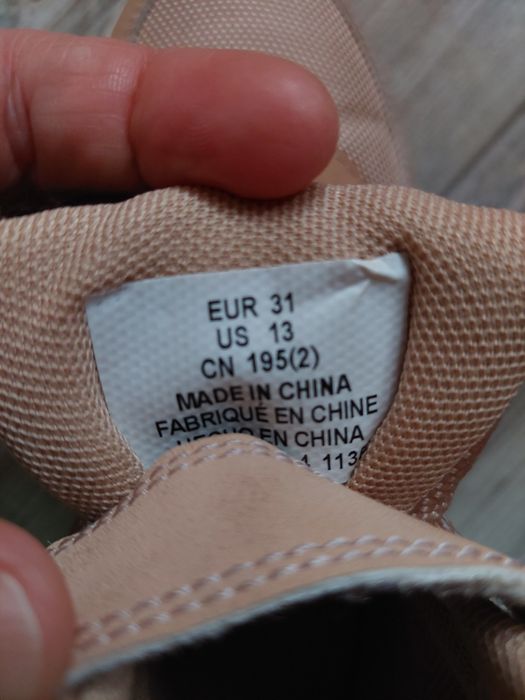 EUR 31
US 13
CN 195(2)
MADE IN CHINA
FABRIQUÉ EN CHINE
HECHO EN CHINA